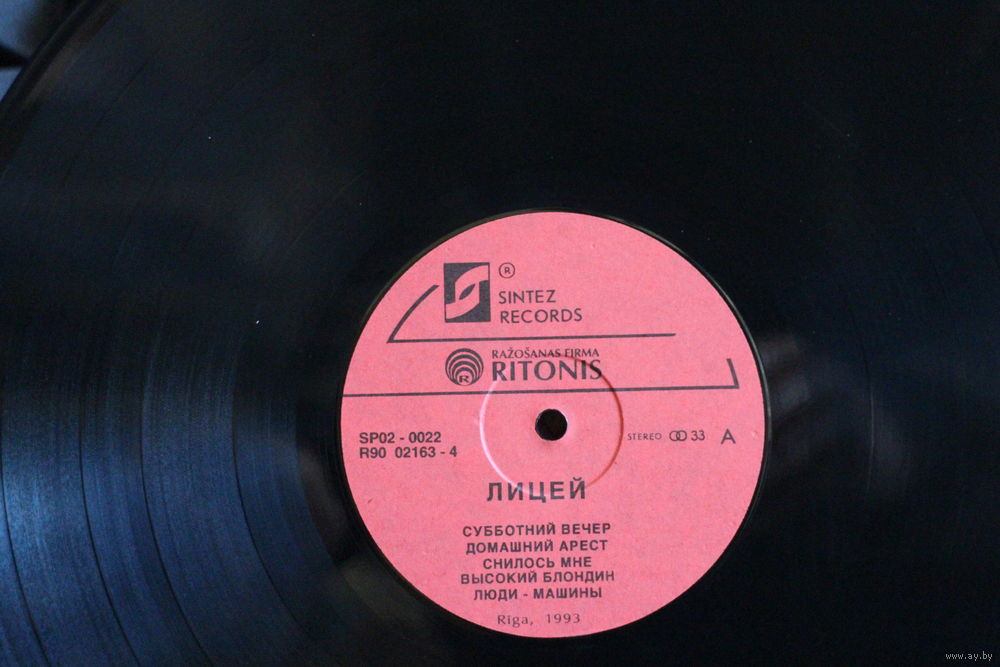 ®
SINTEZ
RECORDS
RAŽOŠANAS FIRMA
R RITONIS
SP02 - 0022
R90 02163 - 4
STEREO 33 A
ЛИЦЕЙ
СУББОТНИЙ ВЕЧЕР
ДОМАШНИЙ АРЕСТ
СНИЛОСЬ МНЕ
ВЫСОКИЙ БЛОНДИН
ЛЮДИ - МАШИНЫ
Rīga, 1993
www.ay.by